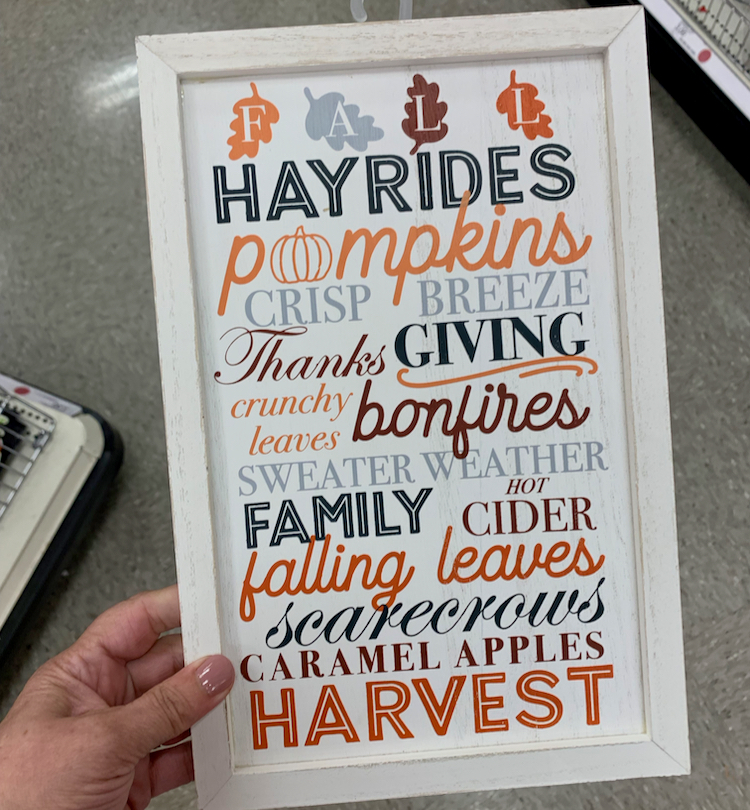 FALL
HAYRIDES
pumpkins
CRISP BREEZE
Thanks GIVING
crunchy
leaves
bonfires
SWEATER WEATHER
FAMILY
HOT
CIDER
falling leaves
scarecrows
CARAMEL APPLES
HARVEST